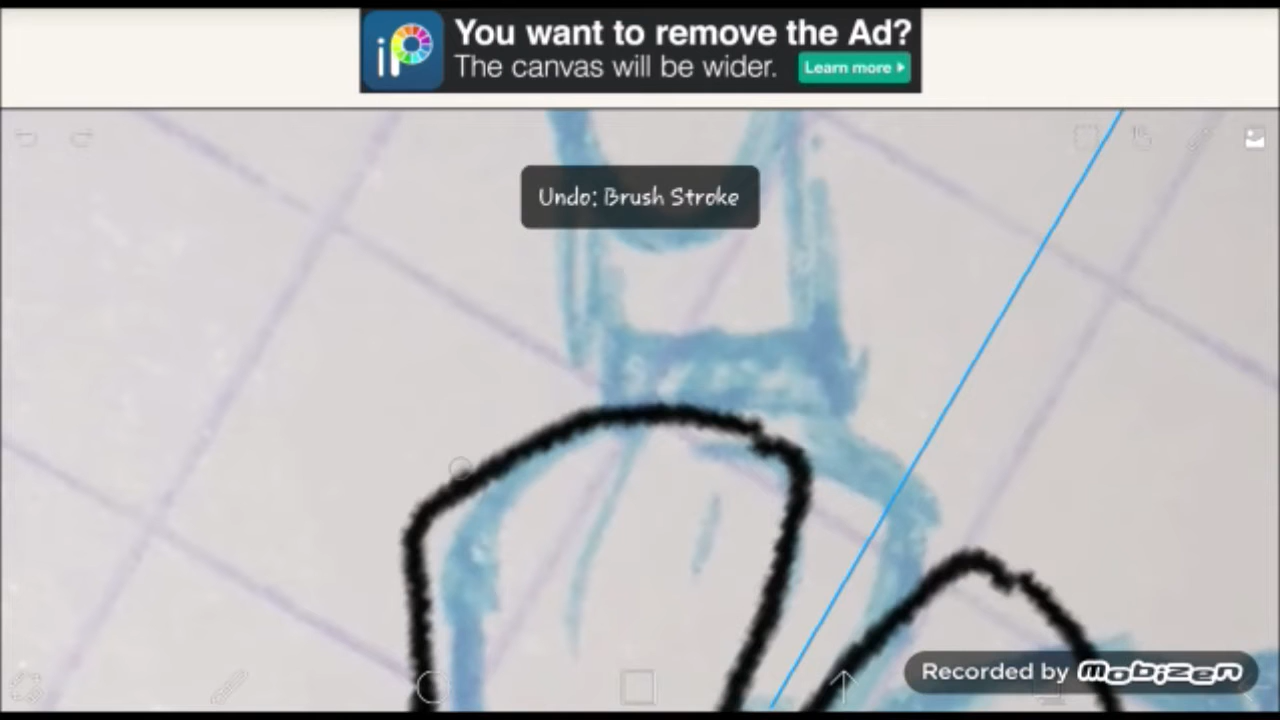 iP
You want to remove the Ad?
The canvas will be wider.
Learn more
Undo: Brush Stroke
Recorded by mobizen